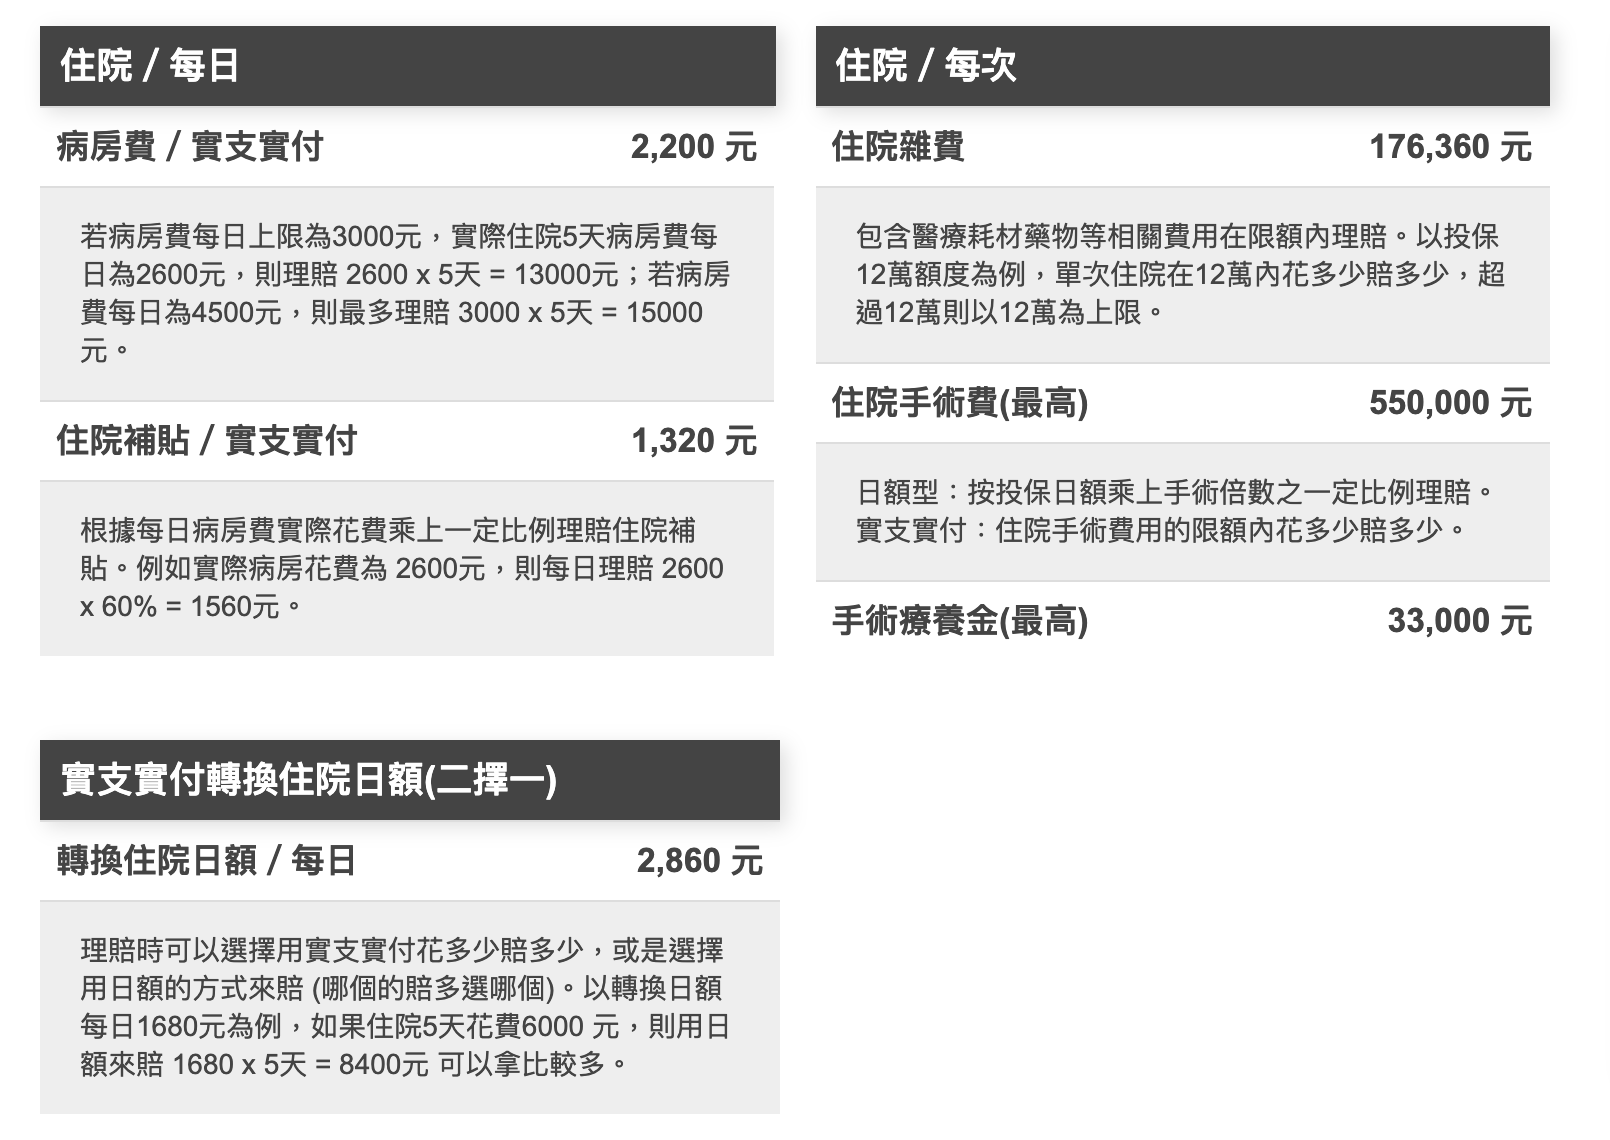 住院 / 每日
病房費 / 實支實付 2,200 元
若病房費每日上限為3000元，實際住院5天病房費每
日為2600元，則理賠 2600 x 5天 = 13000元；若病房
費每日為4500元，則最多理賠 3000 x 5天 = 15000
元。
住院補貼 / 實支實付 1,320 元
根據每日病房費實際花費乘上一定比例理賠住院補
貼。例如實際病房花費為 2600元，則每日理賠 2600
x 60% = 1560元。
住院 / 每次
住院雜費 176,360 元
包含醫療耗材藥物等相關費用在限額內理賠。以投保
12萬額度為例，單次住院在12萬內花多少賠多少，超
過12萬則以12萬為上限。
住院手術費(最高) 550,000 元
日額型：按投保日額乘上手術倍數之一定比例理賠。
實支實付：住院手術費用的限額內花多少賠多少。
手術療養金(最高) 33,000 元
實支實付轉換住院日額(二擇一)
轉換住院日額 / 每日 2,860 元
理賠時可以選擇用實支實付花多少賠多少，或是選擇
用日額的方式來賠 (哪個的賠多選哪個)。以轉換日額
每日1680元為例，如果住院5天花費6000 元，則用日
額來賠 1680 x 5天 = 8400元 可以拿比較多。